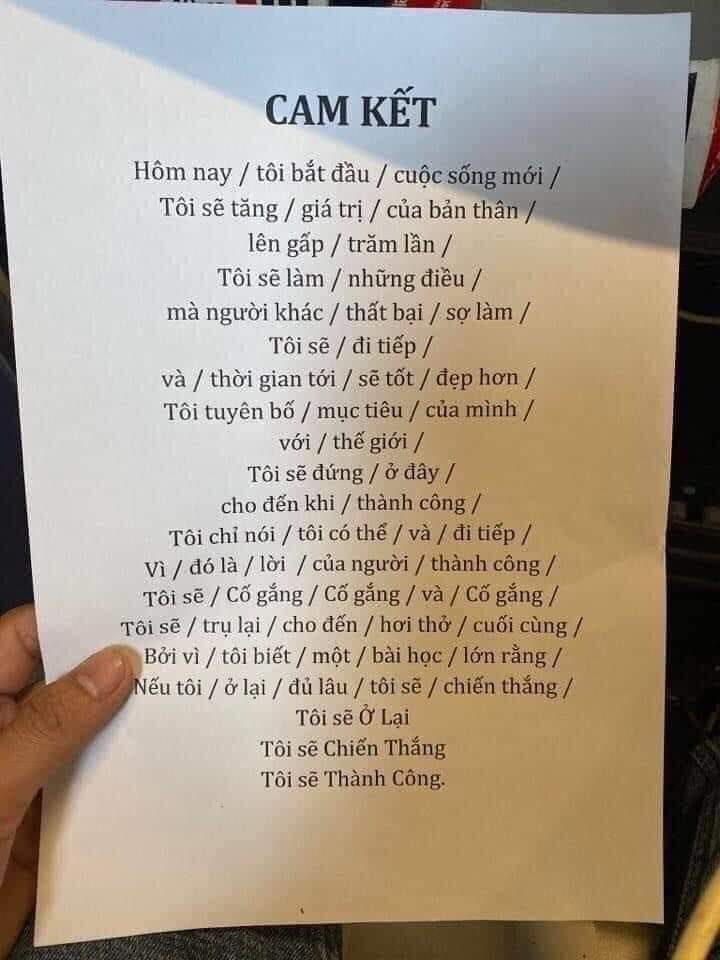 CAM KẾT
Hôm nay / tôi bắt đầu / cuộc sống mới /
Tôi sẽ tăng / giá trị / của bản thân /
lên gấp / trăm lần /
Tôi sẽ làm / những điều /
mà người khác / thất bại / sợ làm /
Tôi sẽ / đi tiếp /
và / thời gian tới / sẽ tốt / đẹp hơn /
Tôi tuyên bố / mục tiêu / của mình /
với / thế giới /
Tôi sẽ đứng / ở đây /
cho đến khi / thành công /
Tôi chỉ nói / tôi có thể / và / đi tiếp /
Vì / đó là / lời / của người / thành công /
Tôi sẽ / Cố gắng / Cố gắng / và / Cố gắng /
Tôi sẽ / trụ lại / cho đến / hơi thở / cuối cùng /
Bởi vì / tôi biết / một / bài học / lớn rằng /
Nếu tôi / ở lại / đủ lâu / tôi sẽ / chiến thắng /
Tôi sẽ Ở Lại
Tôi sẽ Chiến Thắng
Tôi sẽ Thành Công.